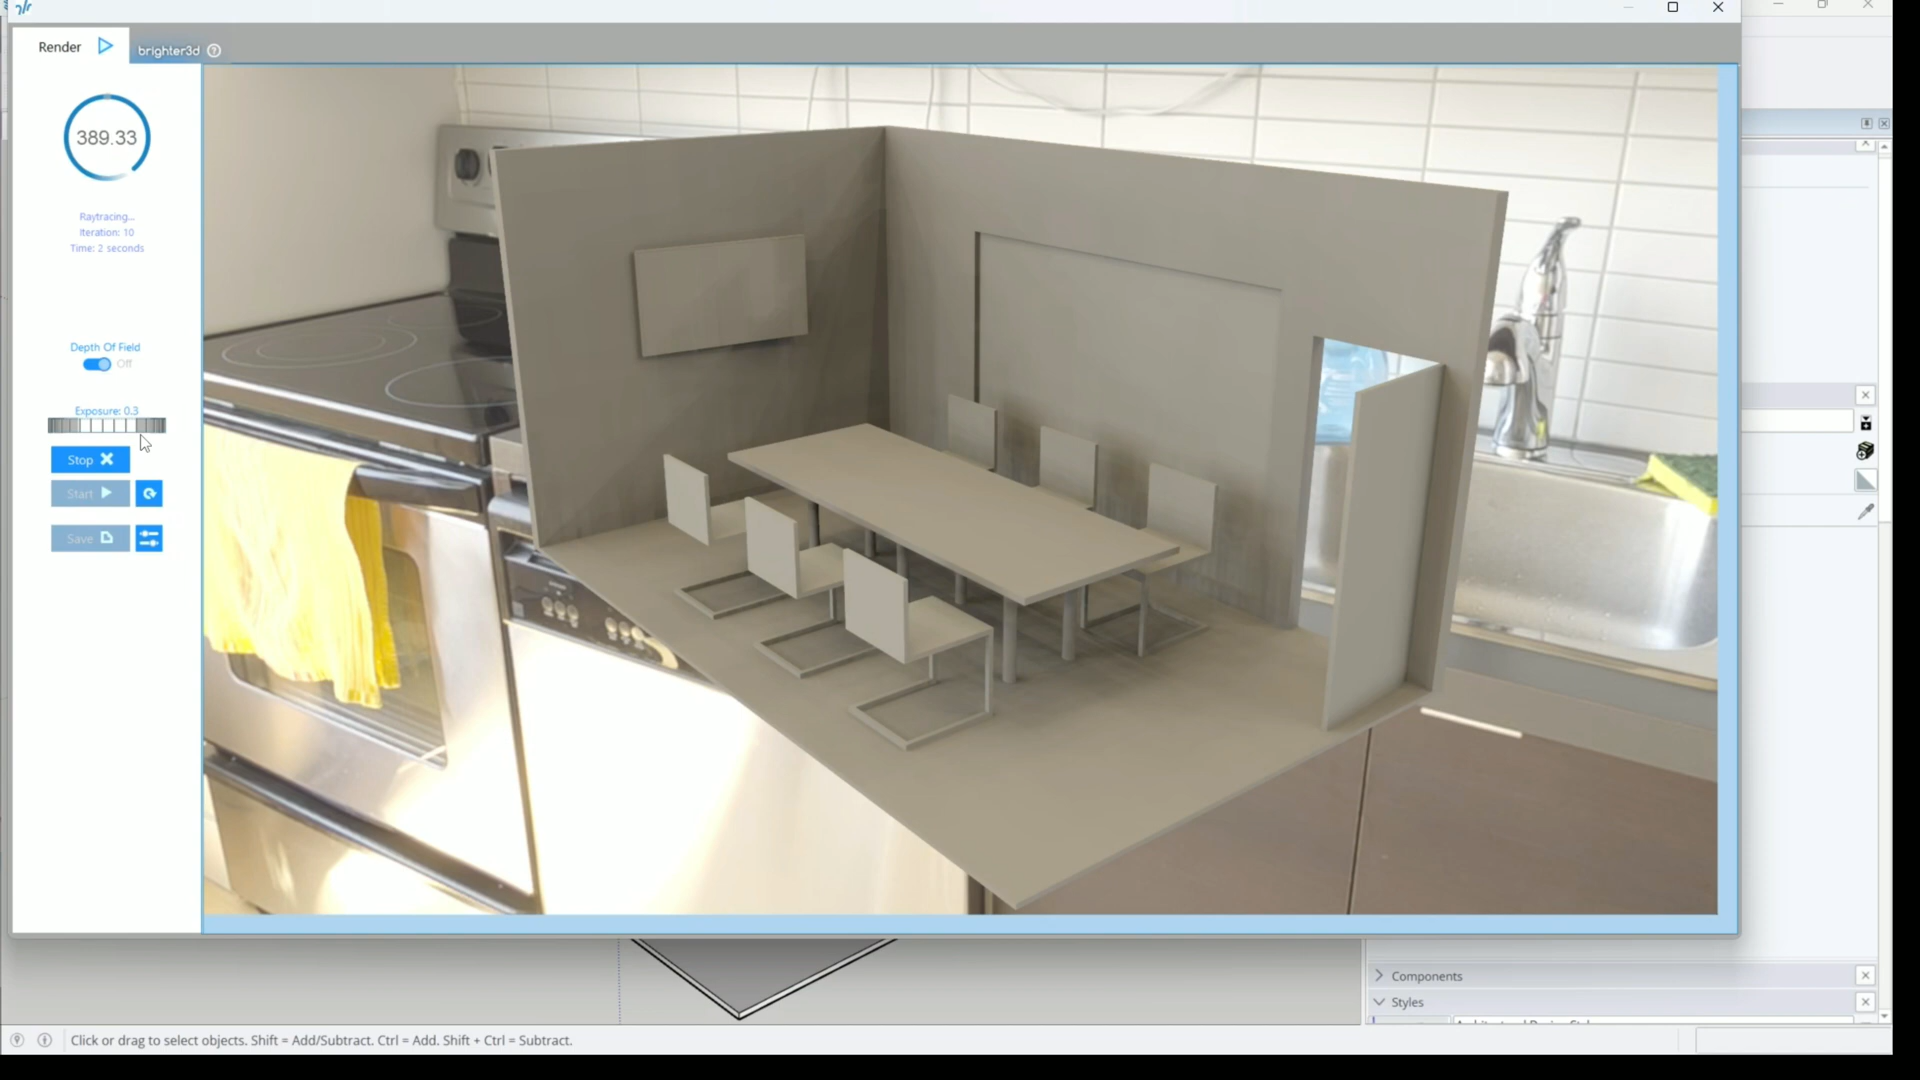 Render
brighter3d
389.33
Raytracing...
Iteration: 10
Time: 2 seconds
Depth Of Field
Off
Exposure: 0.3
Stop
Start
Save
Components
Styles
Click or drag to select objects. Shift = Add/Subtract. Ctrl = Add. Shift + Ctrl = Subtract.